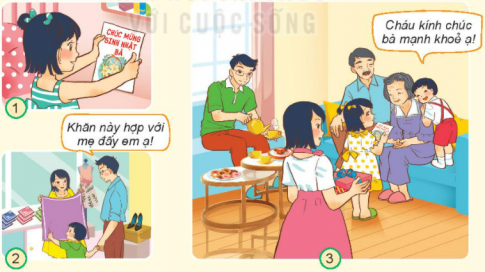 VỚI CUỘC SỐNG
CHÚC MỪNG
SINH NHẬT
BÀ
1
Khăn này hợp với
mẹ đấy em ạ!
2
Cháu kính chúc
bà mạnh khoẻ ạ!
3